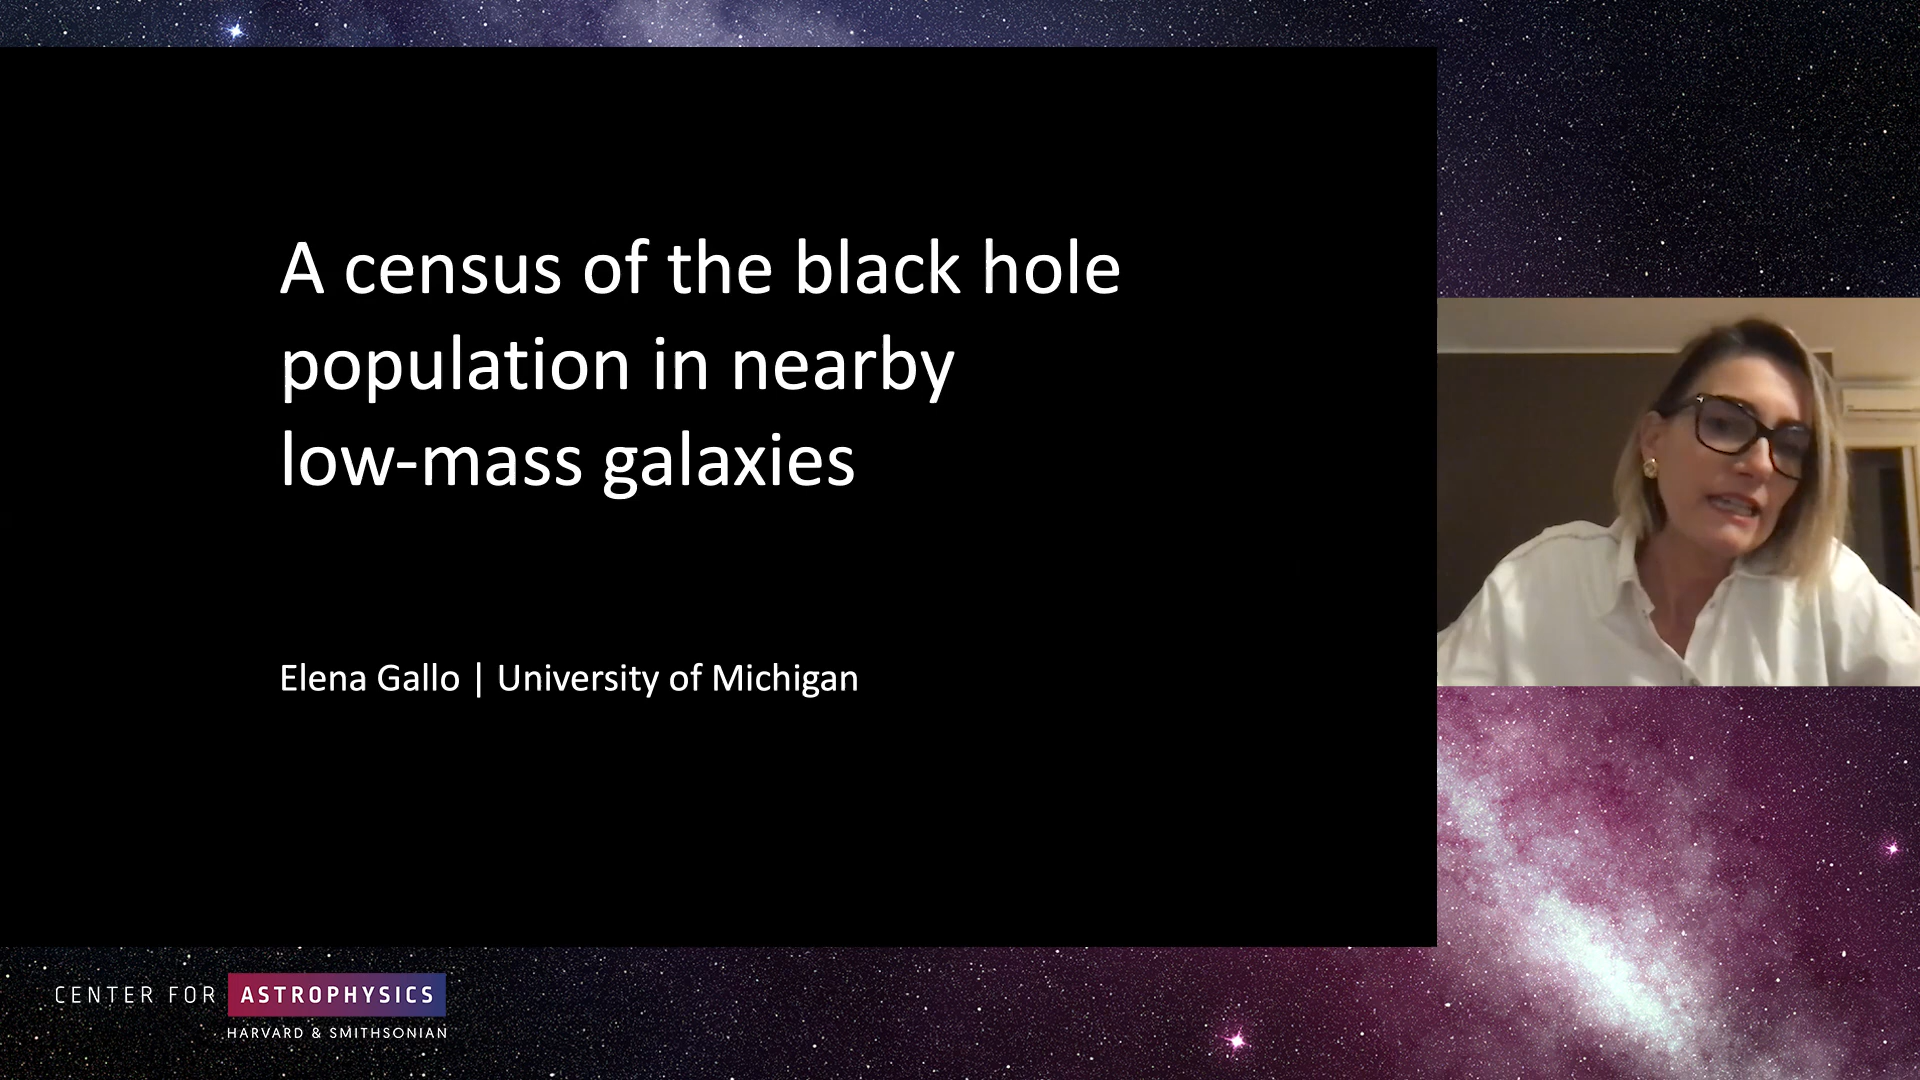 A census of the black hole
population in nearby
low-mass galaxies
Elena Gallo | University of Michigan
CENTER FOR ASTROPHYSICS
HARVARD & SMITHSONIAN